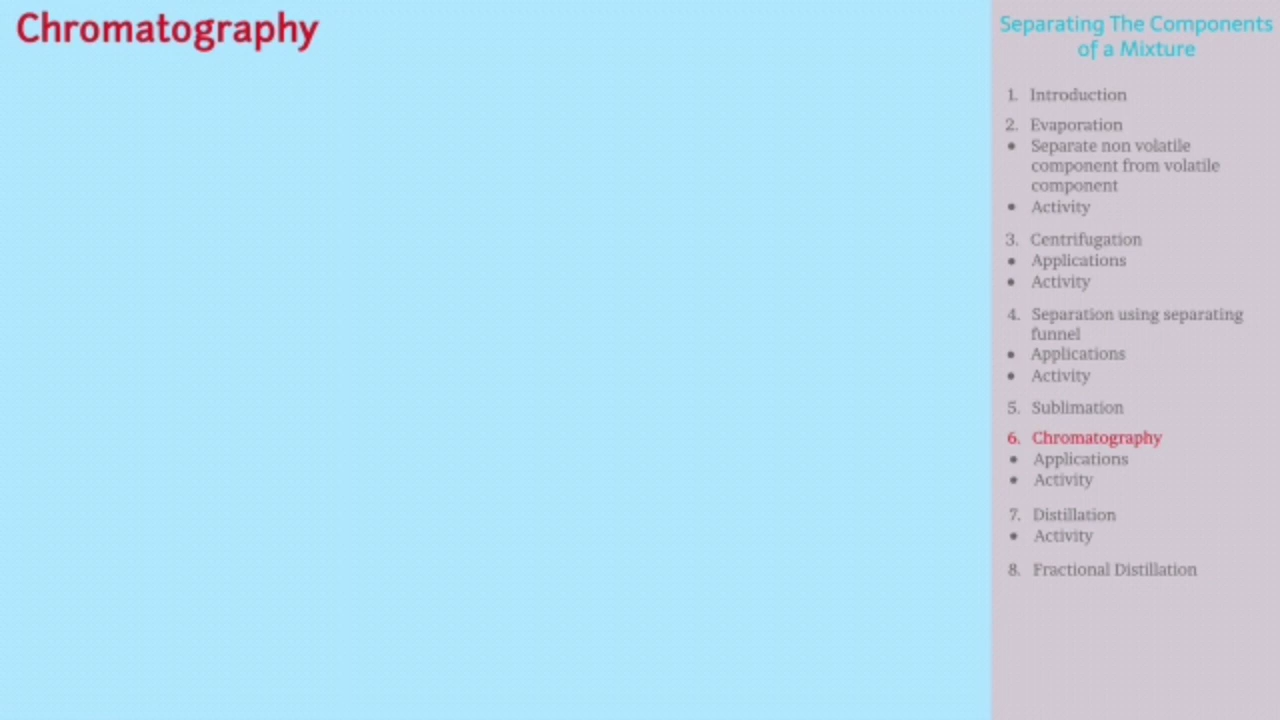 Chromatography
Separating The Components
of a Mixture
1. Introduction
2. Evaporation
• Separate non volatile
component from volatile
component
• Activity
3. Centrifugation
• Applications
• Activity
4. Separation using separating
funnel
• Applications
• Activity
5. Sublimation
6. Chromatography
• Applications
• Activity
7. Distillation
• Activity
8. Fractional Distillation